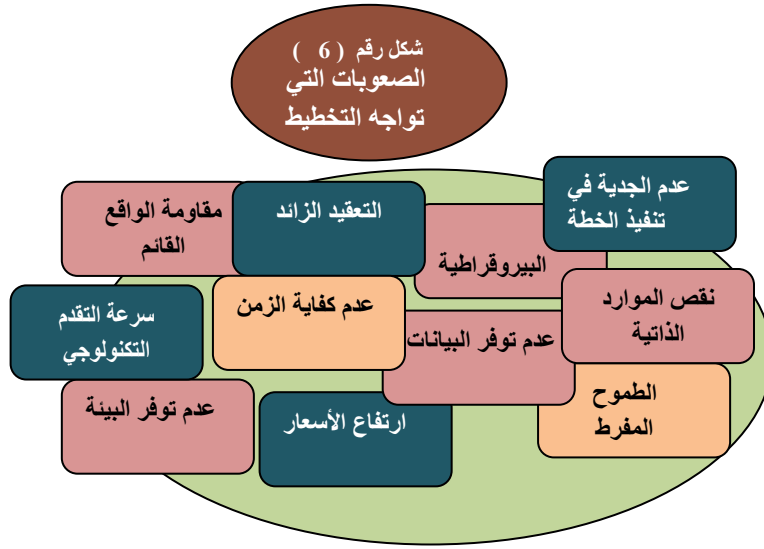 شكل رقم ( 6 )
الصعوبات التي
تواجه التخطيط
عدم الجدية في
تنفيذ الخطة
البيروقراطية
التعقيد الزائد
مقاومة الواقع
القائم
نقص الموارد
الذاتية
عدم توفر البيانات
عدم كفاية الزمن
سرعة التقدم
التكنولوجي
الطموح
المفرط
ارتفاع الأسعار
عدم توفر البيئة